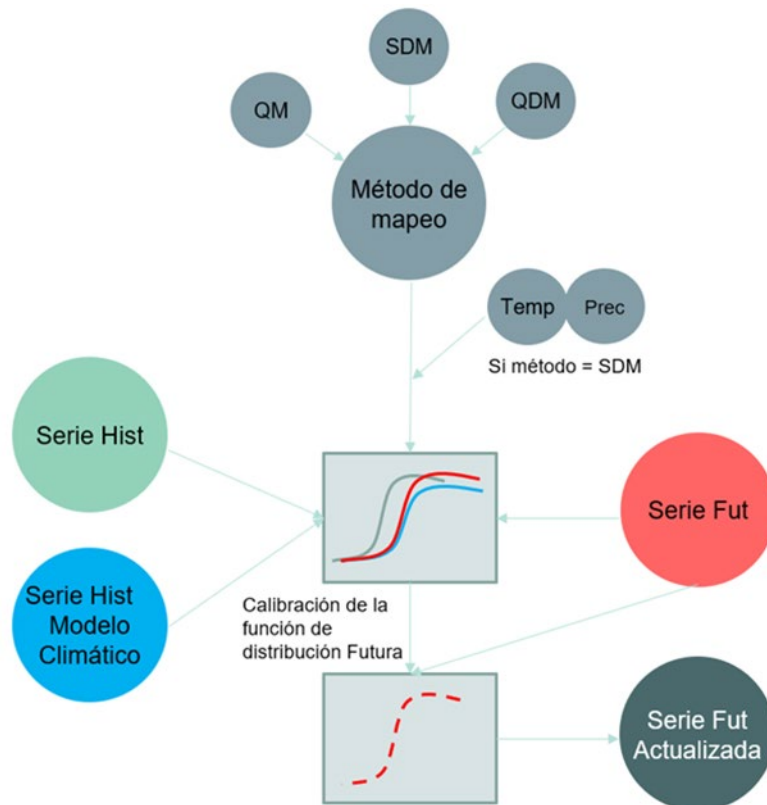 SDM
QM
QDM
Método de
mapeo
Temp
Prec
Si método = SDM
Serie Hist
Serie Fut
Serie Hist
Modelo
Climático
Calibración de la
función de
distribución Futura
Serie Fut
Actualizada